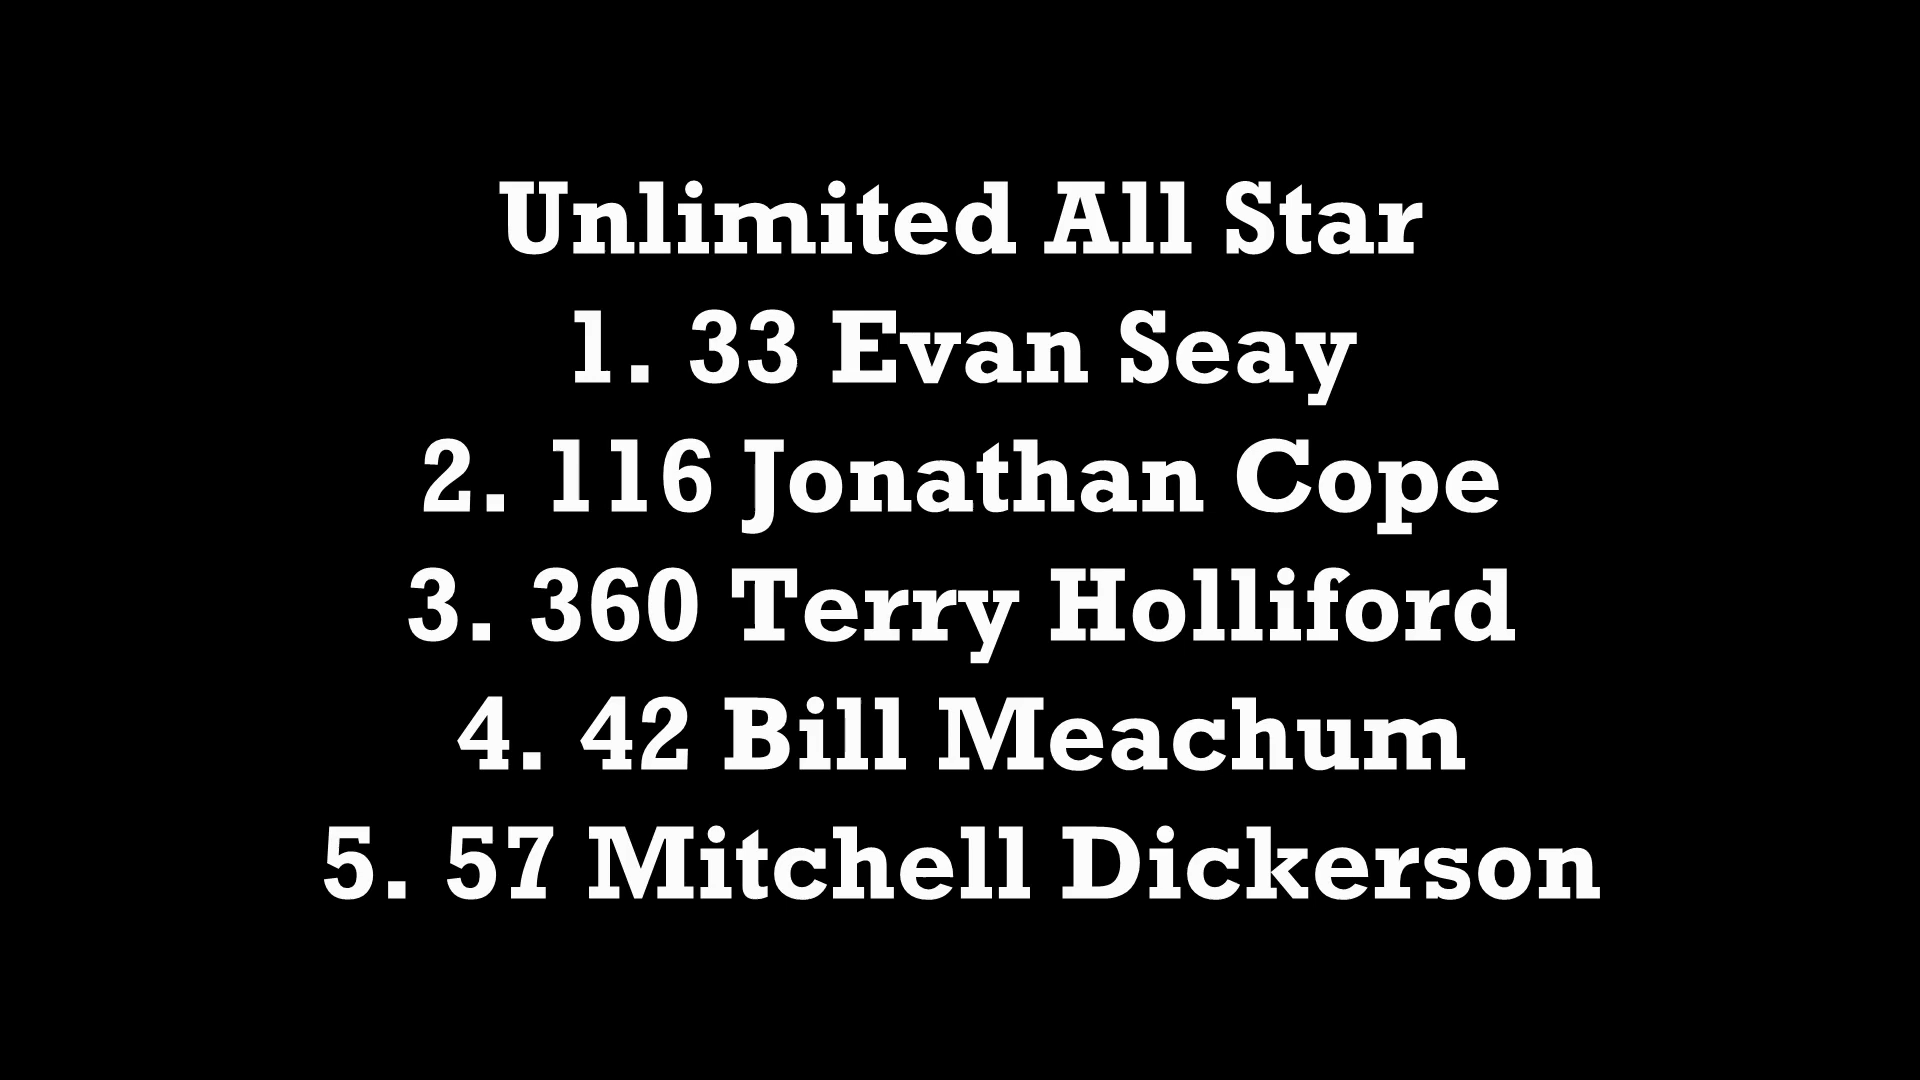 Unlimited All Star
1. 33 Evan Seay
2. 116 Jonathan Cope
3. 360 Terry Holliford
4. 42 Bill Meachum
5. 57 Mitchell Dickerson